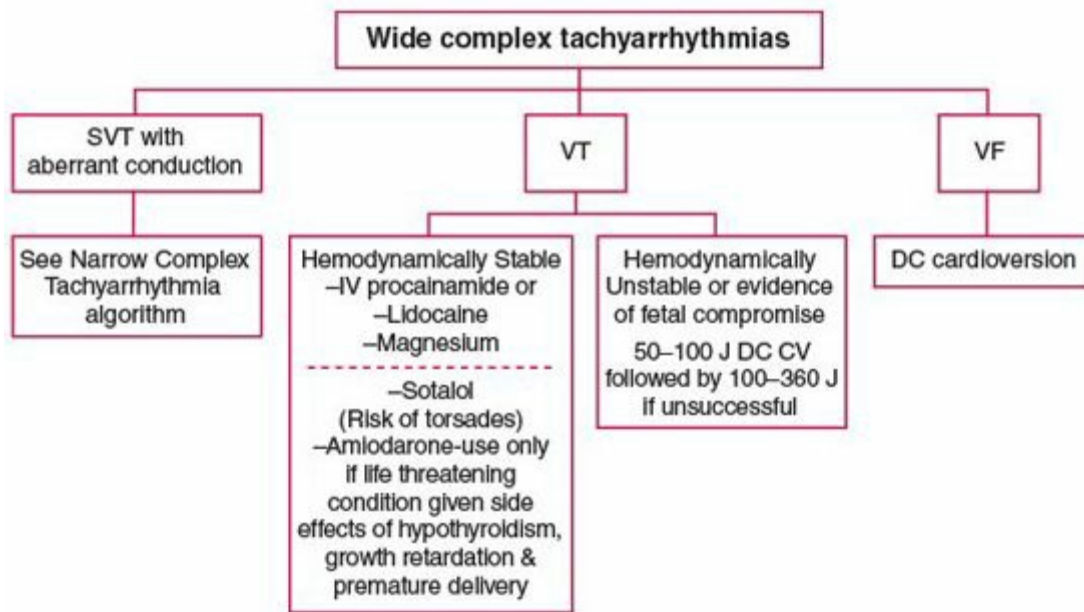 Wide complex tachyarrhythmias
SVT with
aberrant conduction
VT
VF
See Narrow Complex
Tachyarrhythmia
algorithm
Hemodynamically Stable
–IV procainamide or
–Lidocaine
–Magnesium
–Sotalol
(Risk of torsades)
–Amiodarone-use only
if life threatening
condition given side
effects of hypothyroidism,
growth retardation &
premature delivery
Hemodynamically
Unstable or evidence
of fetal compromise
50–100 J DC CV
followed by 100–360 J
if unsuccessful
DC cardioversion